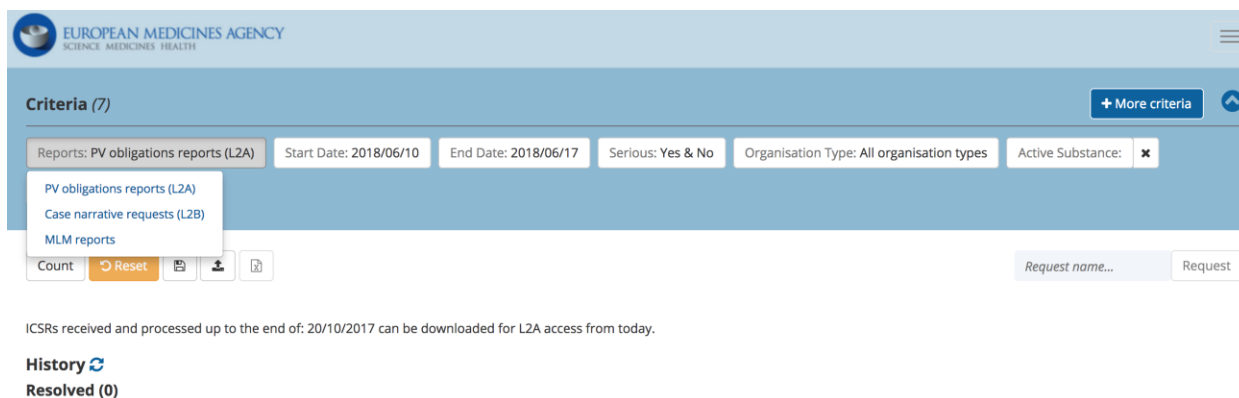 EUROPEAN MEDICINES AGENCY
SCIENCE MEDICINES HEALTH
Criteria (7)
+ More criteria
Reports: PV obligations reports (L2A) Start Date: 2018/06/10 End Date: 2018/06/17 Serious: Yes & No Organisation Type: All organisation types Active Substance: ✖
PV obligations reports (L2A)
Case narrative requests (L2B)
MLM reports
Count Reset Request name... Request
ICSRs received and processed up to the end of: 20/10/2017 can be downloaded for L2A access from today.
History
Resolved (0)